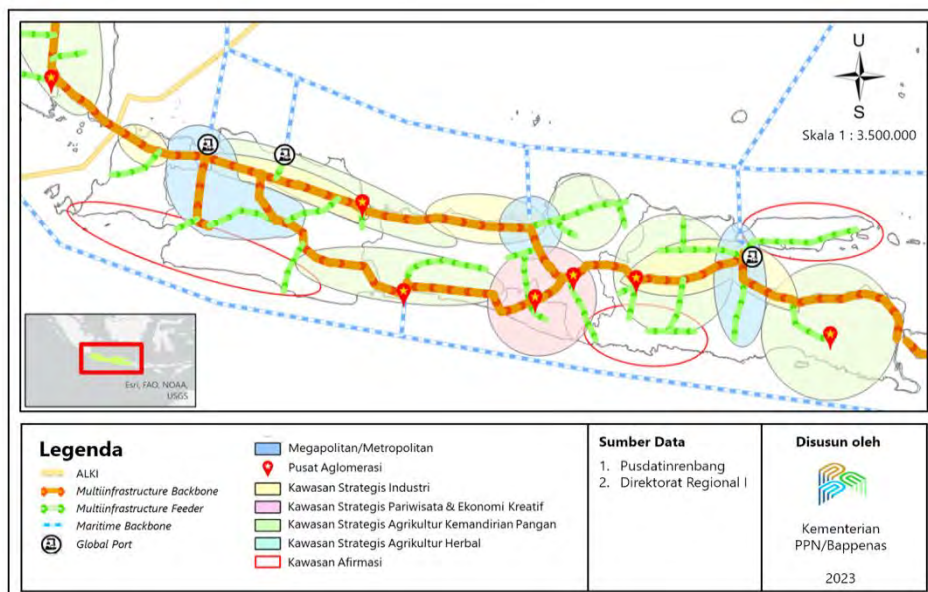 U
S
Skala 1 : 3.500.000
Esri, FAO, NOAA,
USGS
Legenda
ALKI
Multiinfrastructure Backbone
Multiinfrastructure Feeder
Maritime Backbone
Global Port
Megapolitan/Metropolitan
Pusat Aglomerasi
Kawasan Strategis Industri
Kawasan Strategis Pariwisata & Ekonomi Kreatif
Kawasan Strategis Agrikultur Kemandirian Pangan
Kawasan Strategis Agrikultur Herbal
Kawasan Afirmasi
Sumber Data
1. Pusdatinrenbang
2. Direktorat Regional I
Disusun oleh
Kementerian
PPN/Bappenas
2023